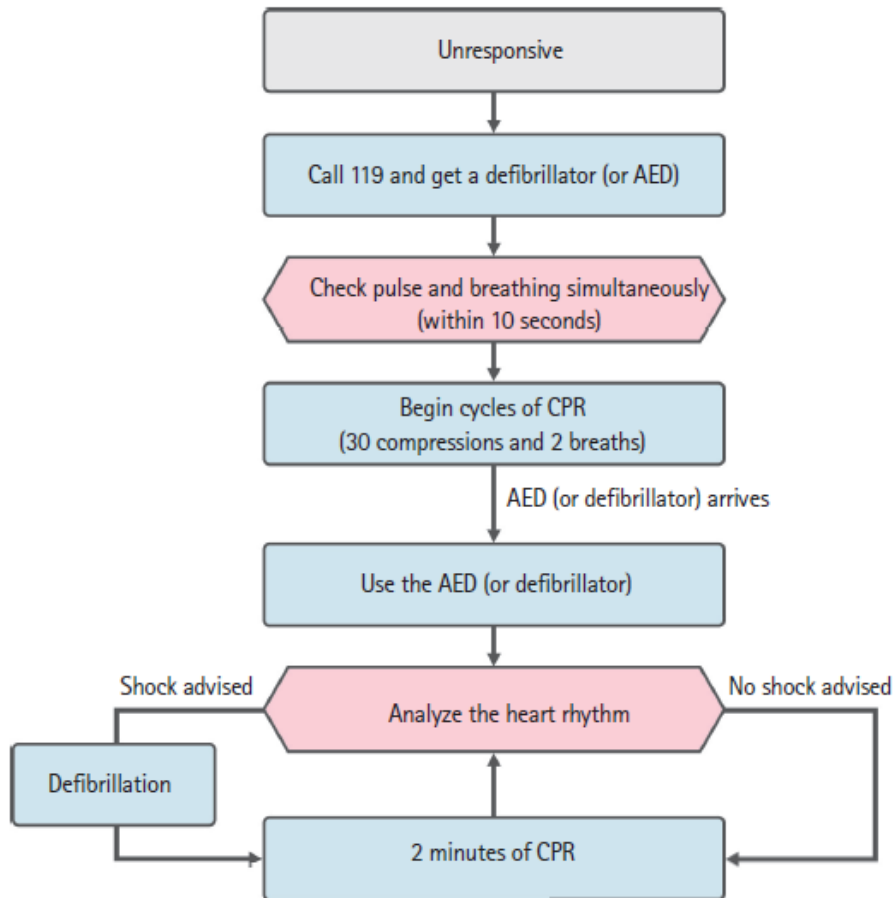 Unresponsive
Call 119 and get a defibrillator (or AED)
Check pulse and breathing simultaneously
(within 10 seconds)
Begin cycles of CPR
(30 compressions and 2 breaths)
AED (or defibrillator) arrives
Use the AED (or defibrillator)
Shock advised
No shock advised
Analyze the heart rhythm
Defibrillation
2 minutes of CPR